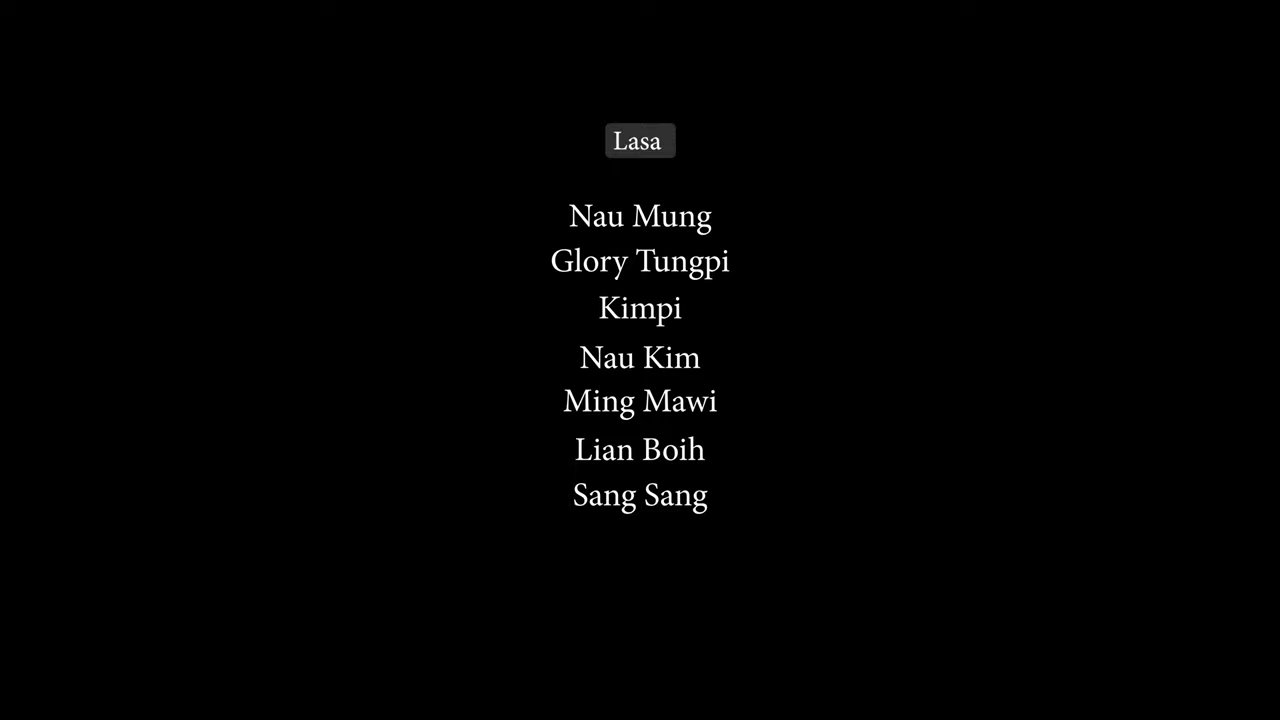 Lasa
Nau Mung
Glory Tungpi
Kimpi
Nau Kim
Ming Mawi
Lian Boih
Sang Sang